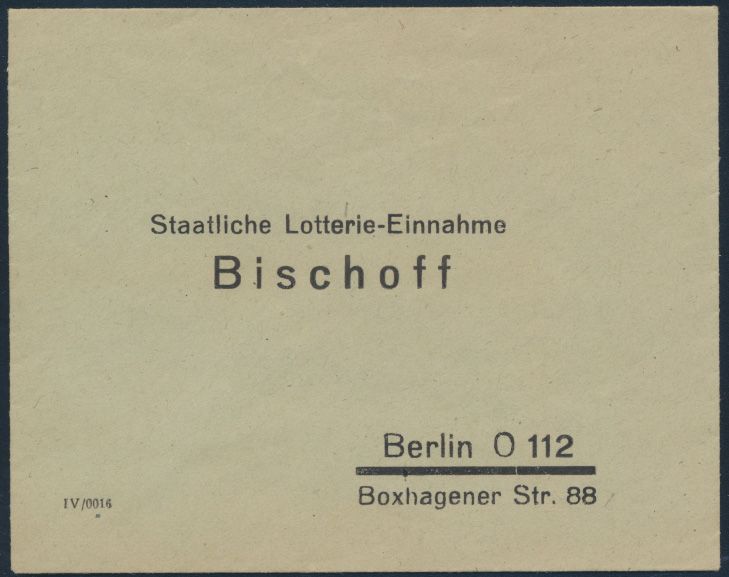 Staatliche Lotterie-Einnahme
Bischoff
Berlin O 112
Boxhagener Str. 88
IV/0016